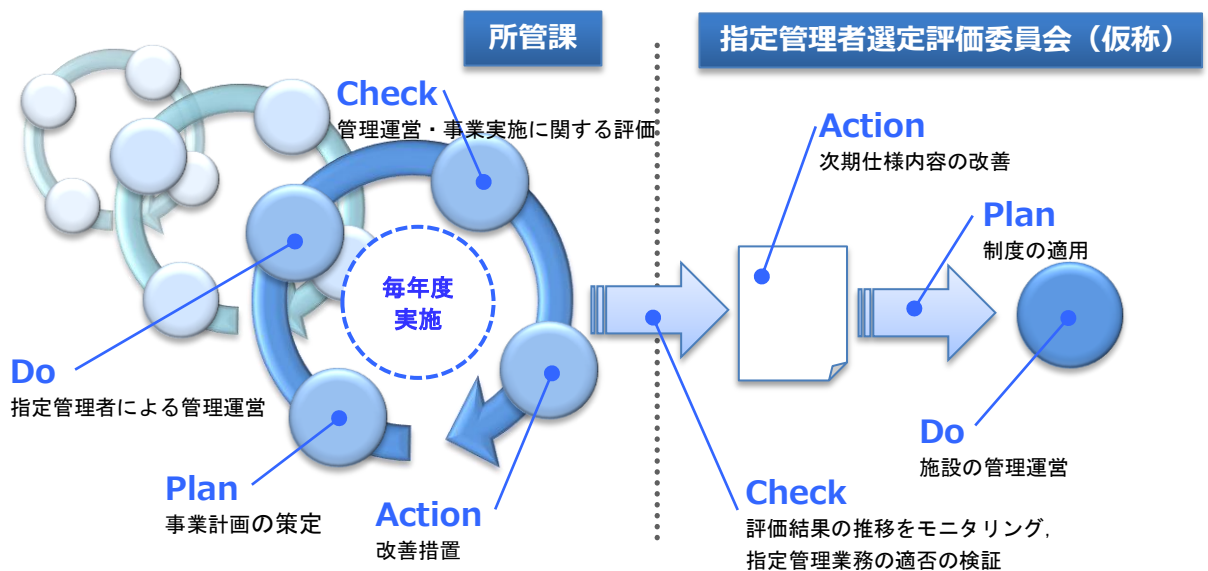 所管課
指定管理者選定評価委員会（仮称）
Check
管理運営・事業実施に関する評価
Do
指定管理者による管理運営
Plan
事業計画の策定
Action
改善措置
毎年度
実施
Action
次期仕様内容の改善
Plan
制度の適用
Do
施設の管理運営
Check
評価結果の推移をモニタリング,
指定管理業務の適否の検証